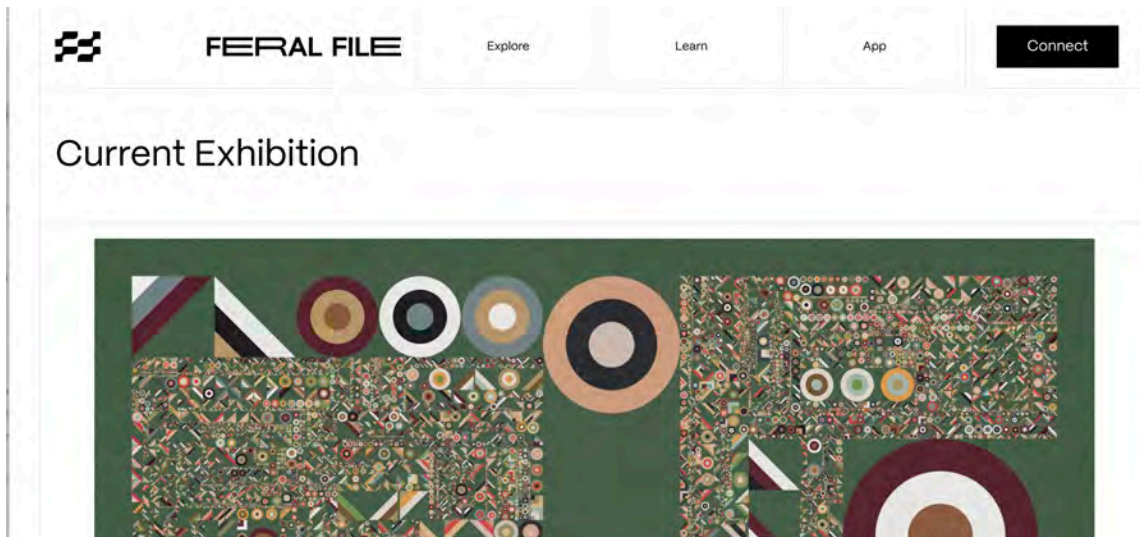 FERAL FILE
Explore
Learn
App
Connect
Current Exhibition